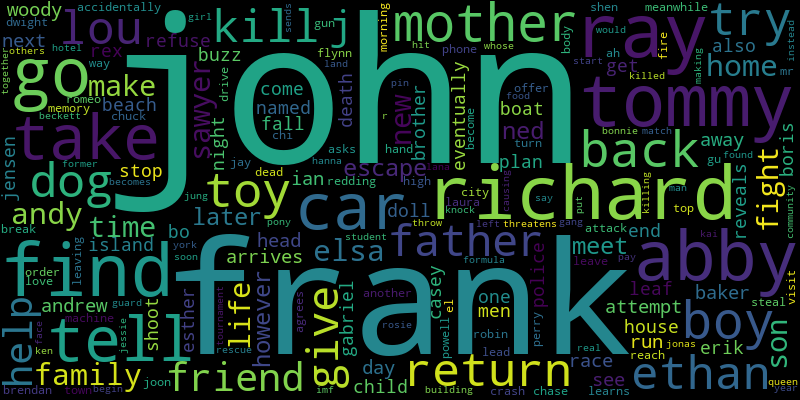 woody
accidentally
dwight
whose
girl
sends
others
hotel
lou
kill
j
mother
ray
try
shen
meanwhile
next
rex
refuse
buzz
gun
flynn
phone
hit
body
ah
get
also
home
mr
fire
killed
would
start
instead
go
john
make
take
way
land
morning
together
romeo
memory
beach
chuck
beckett
sawyer
drive
come
named
fall
death
pin
offer
food
boat
new
brother
eventually
become
tommy
making
bonnie
match
jensen
stop
night
jay
chi
asks
hand
r
ned
turn
plan
back
away
gu
found
boris
former
becomes
hanna
dead
escape
lana
dog
toy
ian
redding
high
city
laura
knock
causing
richard
killing
man
put
top
reveals
fight
community
andy
jung
pony
car
doll
say
threatens
gang
left
attack
kai
break
time
later
student
throw
bo
island
york
soon
head
elsa
father
formula
police
meet
end
abby
visit
find
leaving
arrives
frank
another
casey
el
one
men
leave
leaf
pay
baker
boy
steal
order
love
andrew
guard
shoot
esther
tournament
however
life
agrees
give
gabriel
powell
robin
perry
real
attempt
house
run
jonas
reach
erik
son
help
face
ken
machine
jessie
tell
rescue
rosie
lead
day
race
see
learns
ethan
queen
year
brendan
family
town
begin
joon
friend
imf
child
building
return
crash
chase